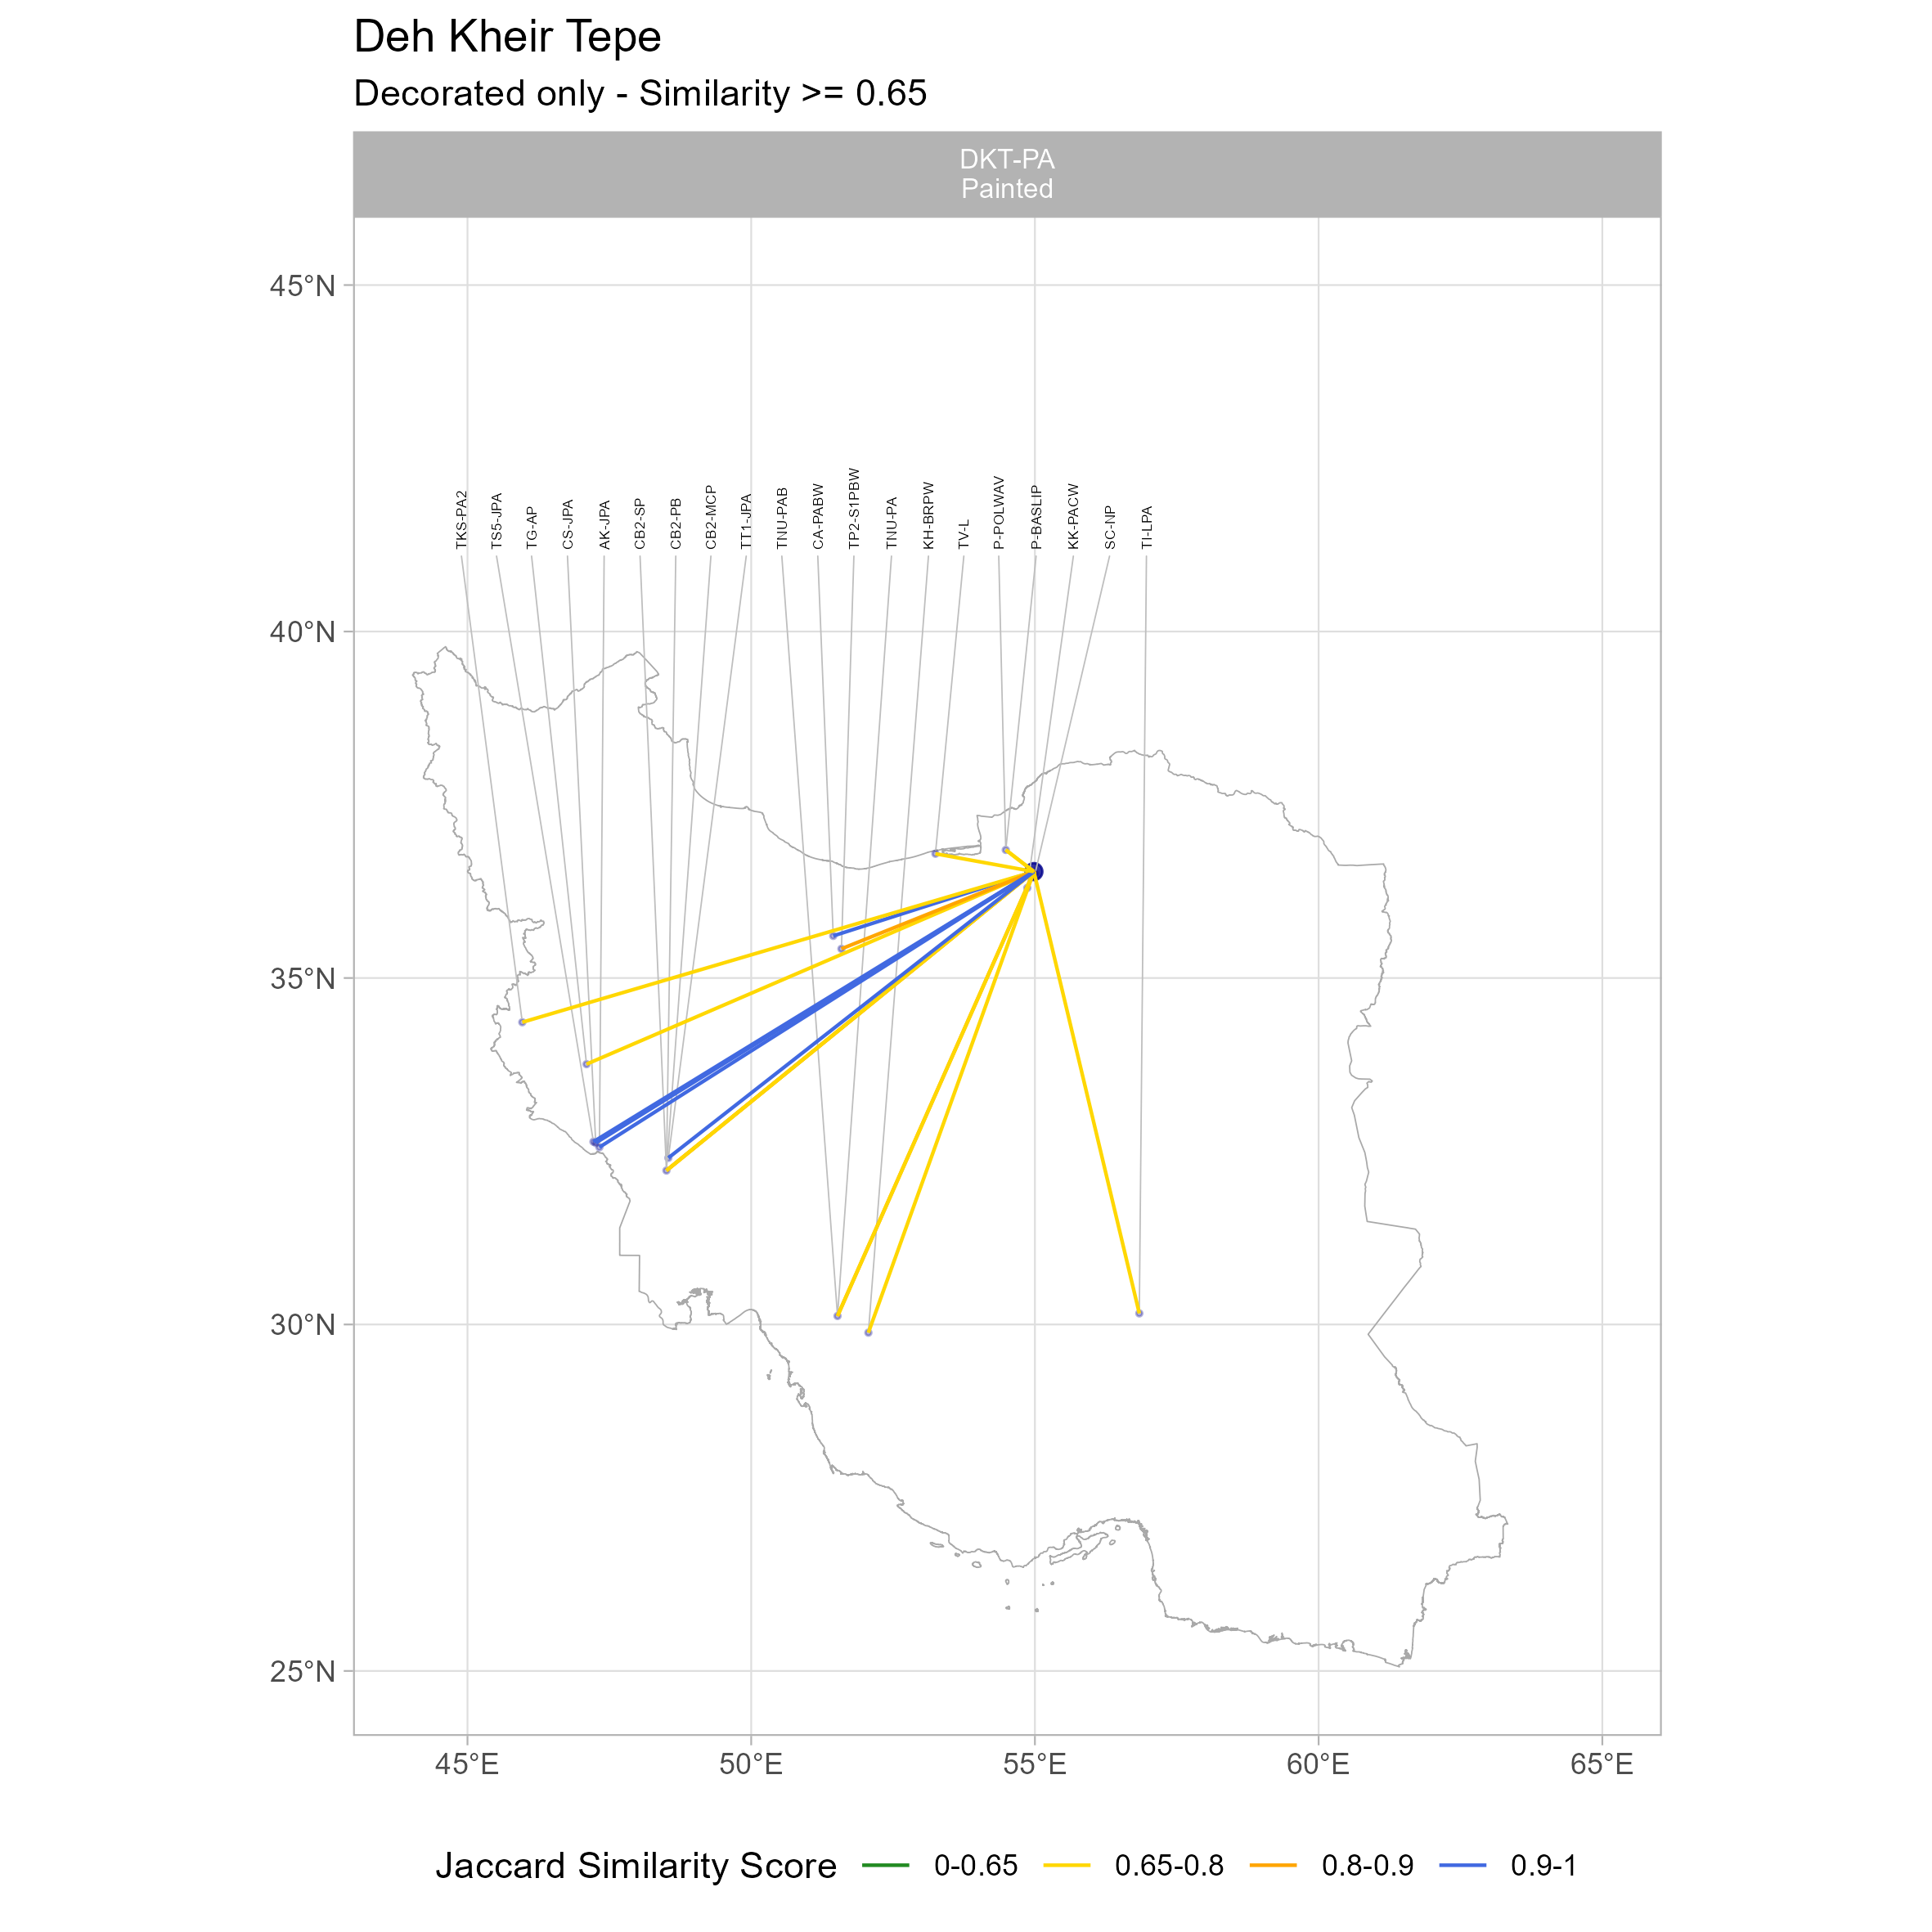 Deh Kheir Tepe
Decorated only - Similarity >= 0.65
DKT-PA
Painted
45°N
40°N
35°N
30°N
25°N
TKS-PA2
TS5-JPA
TG-AP
CS-JPA
AK-JPA
CB2-SP
CB2-PB
CB2-MCP
TT1-JPA
TNU-PAB
CA-PABW
TP2-S1PBW
TNU-PA
KH-BRPW
TV-L
P-POLWAV
P-BASLIP
KK-PACW
SC-NP
TI-LPA
45°E 50°E 55°E 60°E 65°E
Jaccard Similarity Score 0-0.65 0.65-0.8 0.8-0.9 0.9-1